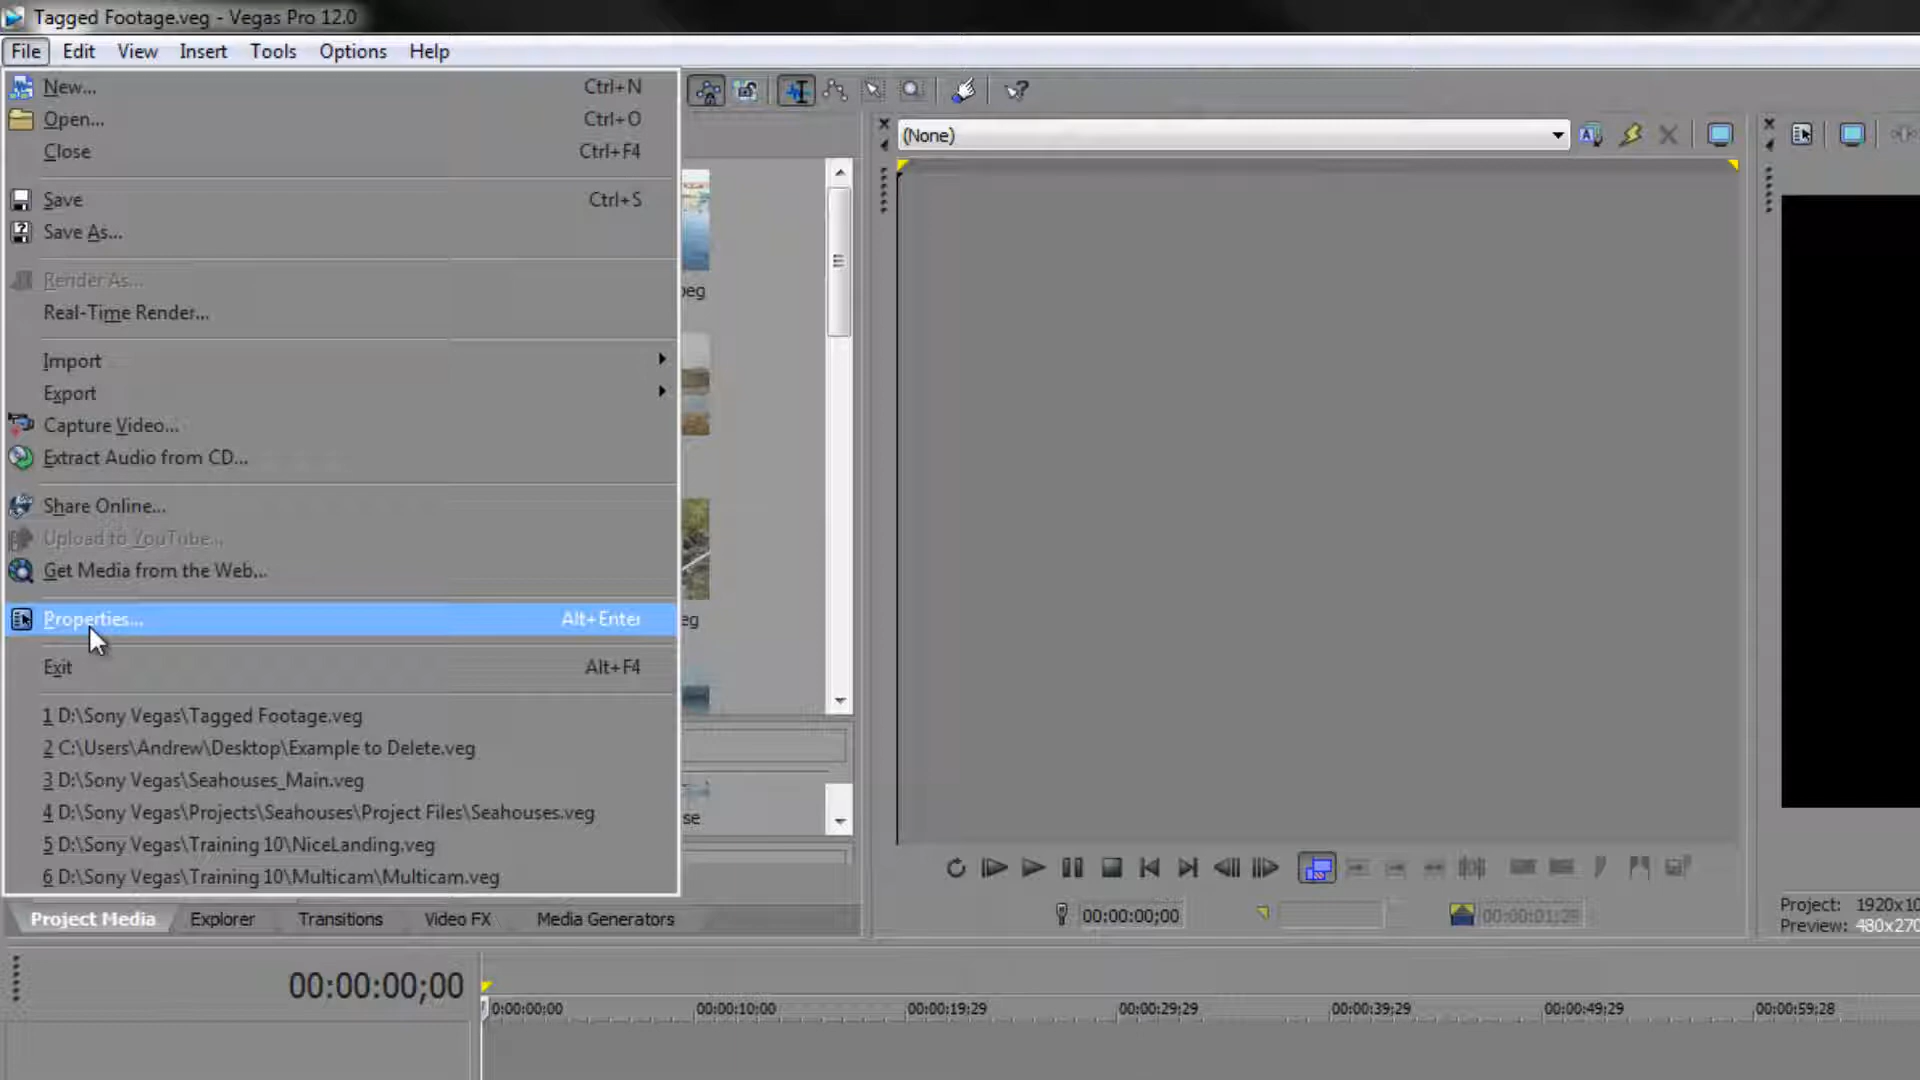 Tagged Footage.veg - Vegas Pro 12.0
File Edit View Insert Tools Options Help
New... Ctrl+N
Open... Ctrl+O
Close Ctrl+F4
Save Ctrl+S
Save As...
Render As...
Real-Time Render...
Import
Export
Capture Video...
Extract Audio from CD...
Share Online...
Upload to YouTube...
Get Media from the Web...
Properties... Alt+Enter
Exit Alt+F4
1 D:\Sony Vegas\Tagged Footage.veg
2 C:\Users\Andrew\Desktop\Example to Delete.veg
3 D:\Sony Vegas\Seahouses_Main.veg
4 D:\Sony Vegas\Projects\Seahouses\Project Files\Seahouses.veg
5 D:\Sony Vegas\Training 10\NiceLanding.veg
6 D:\Sony Vegas\Training 10\Multicam\Multicam.veg
(None)
00:00:00;00
00:00:01;29
Project: 1920x10
Preview: 480x270
Project Media Explorer Transitions Video FX Media Generators
00:00:00;00
0:00:00;00 00:00:10;00 00:00:19;29 00:00:29;29 00:00:39;29 00:00:49;29 00:00:59;28